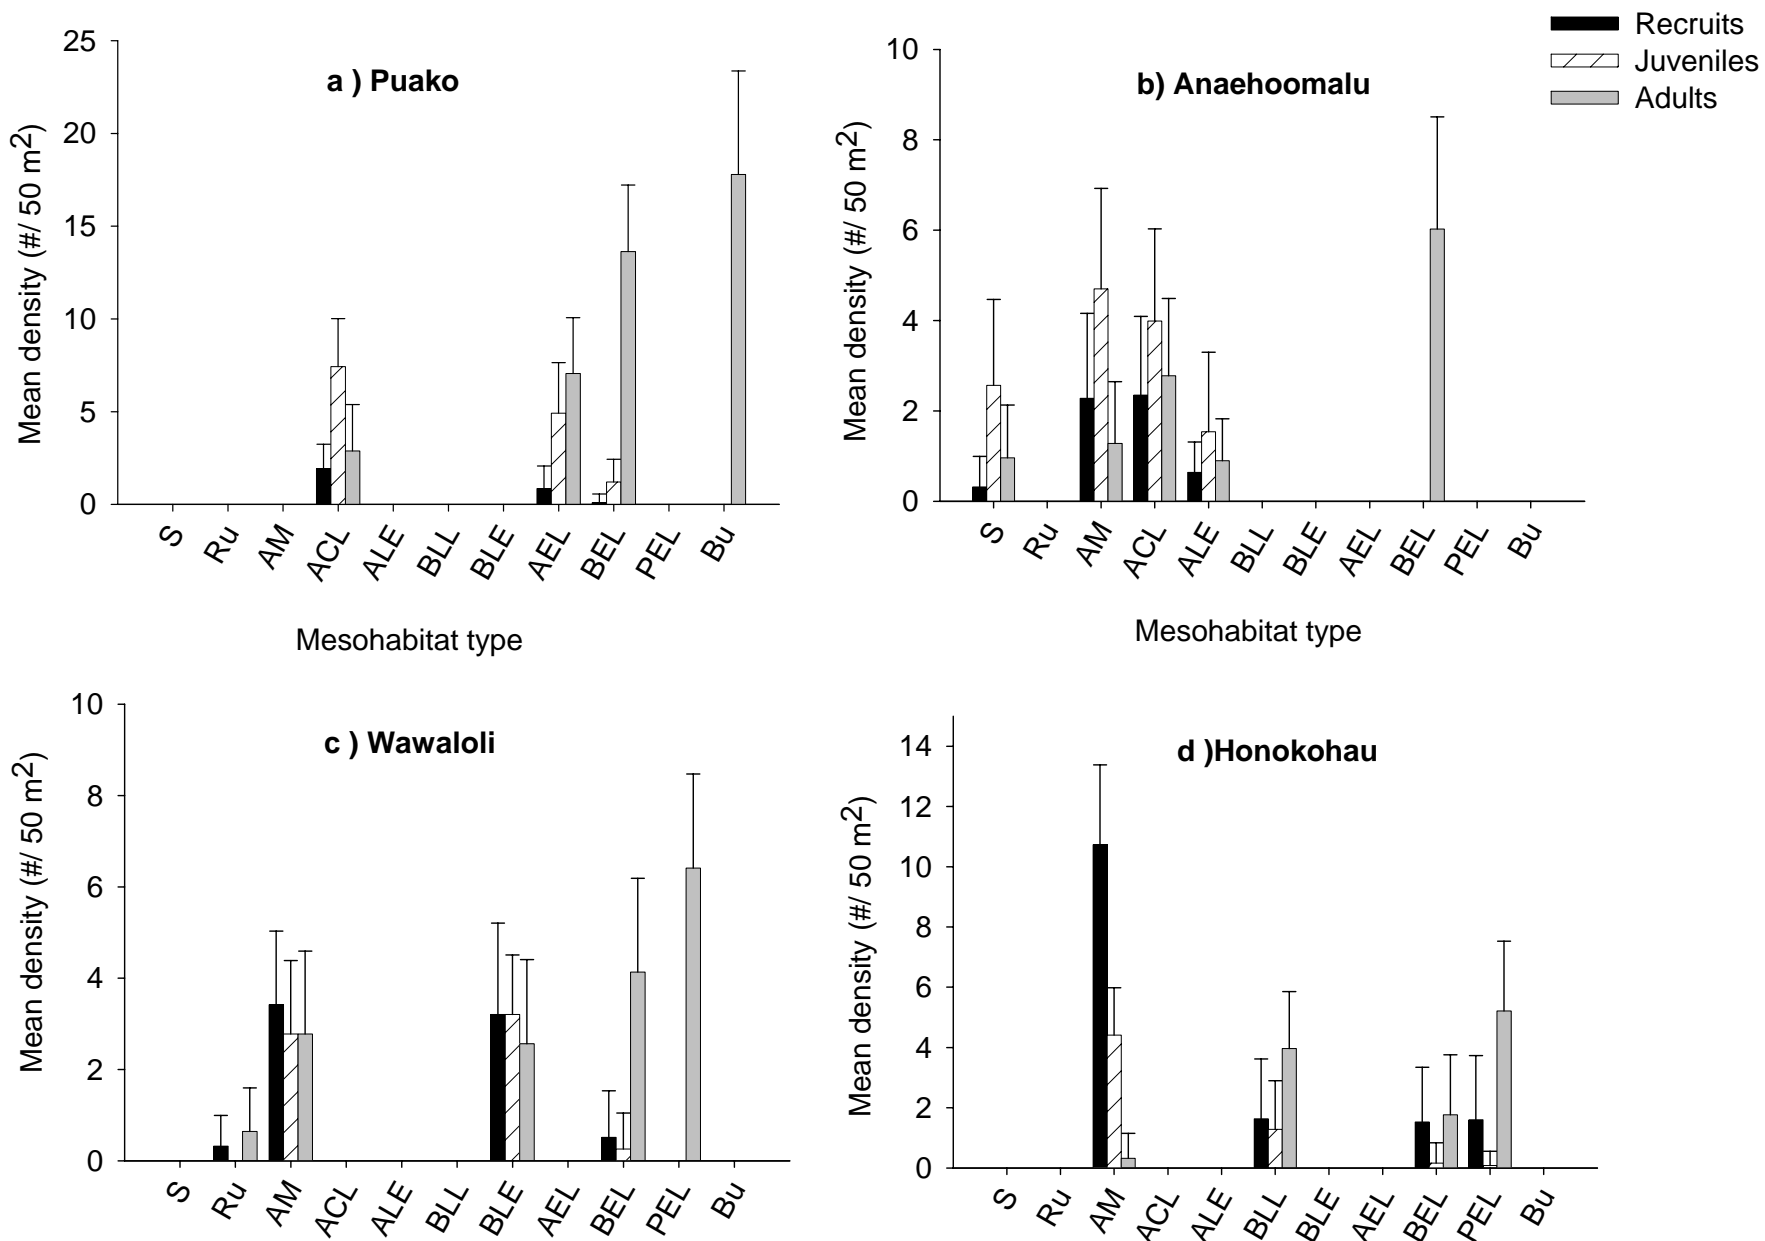 Recruits
Juveniles
Adults
a ) Puako
Mean density (#/ 50 m2)
25
20
15
10
5
0
S Ru AM ACL ALE BLL BLE AEL BEL PEL Bu
Mesohabitat type
b) Anaehoomalu
Mean density (#/ 50 m2)
10
8
6
4
2
0
S Ru AM ACL ALE BLL BLE AEL BEL PEL Bu
Mesohabitat type
c ) Wawaloli
Mean density (#/ 50 m2)
10
8
6
4
2
0
S Ru AM ACL ALE BLL BLE AEL BEL PEL Bu
d )Honokohau
Mean density (#/ 50 m2)
14
12
10
8
6
4
2
0
S Ru AM ACL ALE BLL BLE AEL BEL PEL Bu